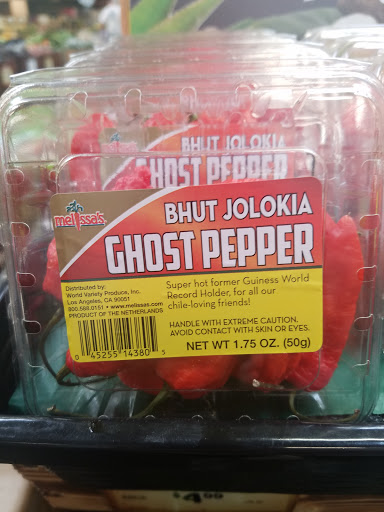 BHUT JOLOKIA
GHOST PEPPER
melissa's
BHUT JOLOKIA
GHOST PEPPER
Distributed by:
World Variety Produce, Inc.
Los Angeles, CA 90051
800.588.0151 • www.melissas.com
PRODUCT OF THE NETHERLANDS
Super hot former Guiness World
Record Holder, for all our
chile-loving friends!
HANDLE WITH EXTREME CAUTION.
AVOID CONTACT WITH SKIN OR EYES.
NET WT 1.75 OZ. (50g)
0 45255 14380 5
$4.99